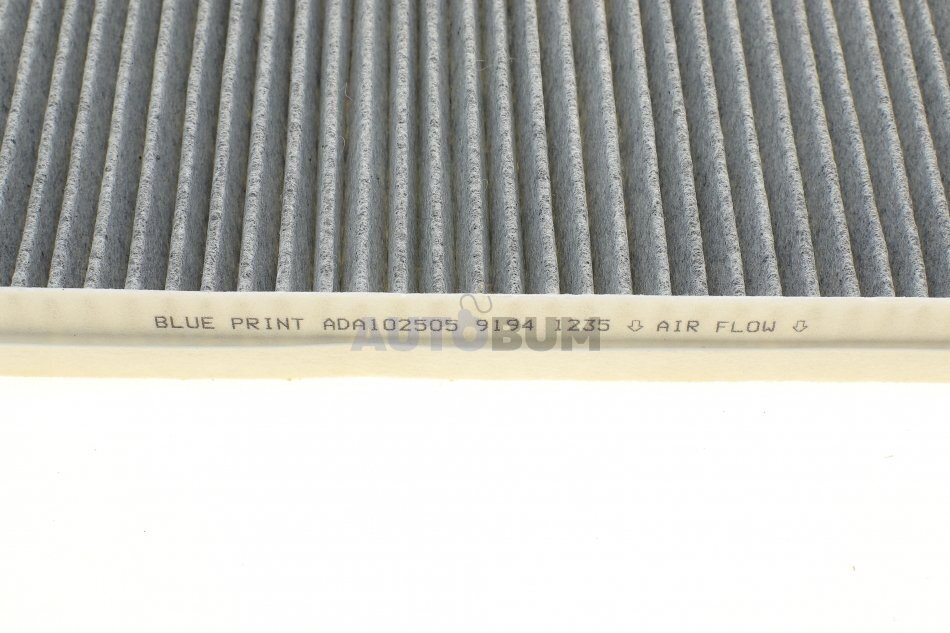 BLUE PRINT ADA102505 9194 1235 ⇩ AIR FLOW ⇩
AUTOBUM